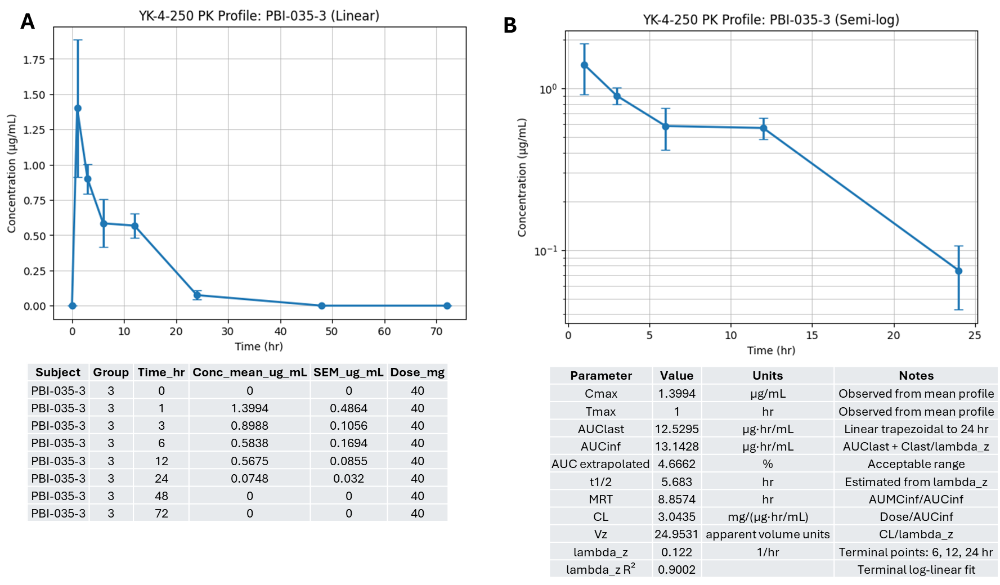 A
YK-4-250 PK Profile: PBI-035-3 (Linear)
Concentration (µg/mL)
1.75
1.50
1.25
1.00
0.75
0.50
0.25
0.00
0 10 20 30 40 50 60 70
Time (hr)
Subject Group Time_hr Conc_mean_ug_mL SEM_ug_mL Dose_mg
PBI-035-3 3 0 0 0 40
PBI-035-3 3 1 1.3994 0.4864 40
PBI-035-3 3 3 0.8988 0.1056 40
PBI-035-3 3 6 0.5838 0.1694 40
PBI-035-3 3 12 0.5675 0.0855 40
PBI-035-3 3 24 0.0748 0.032 40
PBI-035-3 3 48 0 0 40
PBI-035-3 3 72 0 0 40
B
YK-4-250 PK Profile: PBI-035-3 (Semi-log)
Concentration (µg/mL)
10⁰
10⁻¹
0 5 10 15 20 25
Time (hr)
Parameter Value Units Notes
Cmax 1.3994 µg/mL Observed from mean profile
Tmax 1 hr Observed from mean profile
AUClast 12.5295 µg·hr/mL Linear trapezoidal to 24 hr
AUCinf 13.1428 µg·hr/mL AUClast + Clast/lambda_z
AUC extrapolated 4.6662 % Acceptable range
t1/2 5.683 hr Estimated from lambda_z
MRT 8.8574 hr AUMCinf/AUCinf
CL 3.0435 mg/(µg·hr/mL) Dose/AUCinf
Vz 24.9531 apparent volume units CL/lambda_z
lambda_z 0.122 1/hr Terminal points: 6, 12, 24 hr
lambda_z R² 0.9002 Terminal log-linear fit